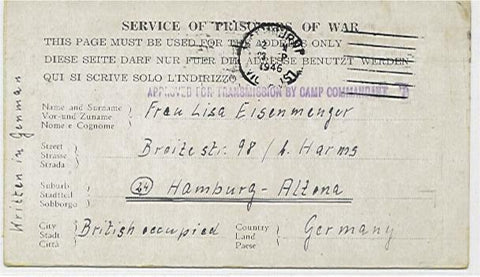 SERVICE OF PRISONERS OF WAR
THIS PAGE MUST BE USED FOR THE ADDRESS ONLY
DIESE SEITE DARF NUR FUER DIE ADRESSE BENUTZT WERDEN
QUI SI SCRIVE SOLO L'INDIRIZZO
1946
APPROVED FOR TRANSMISSION BY CAMP COMMANDANT
Name and Surname
Vor-und Zuname
Nome e Cognome
Frau Lisa Eisenmenger
Street
Strasse
Strada
Breitestr. 98 / b. Harms
Suburb
Stadtteil
Sobborgo
24 Hamburg-Altona
City
Stadt
Città
British occupied
Country
Land
Paese
Germany
Written in German